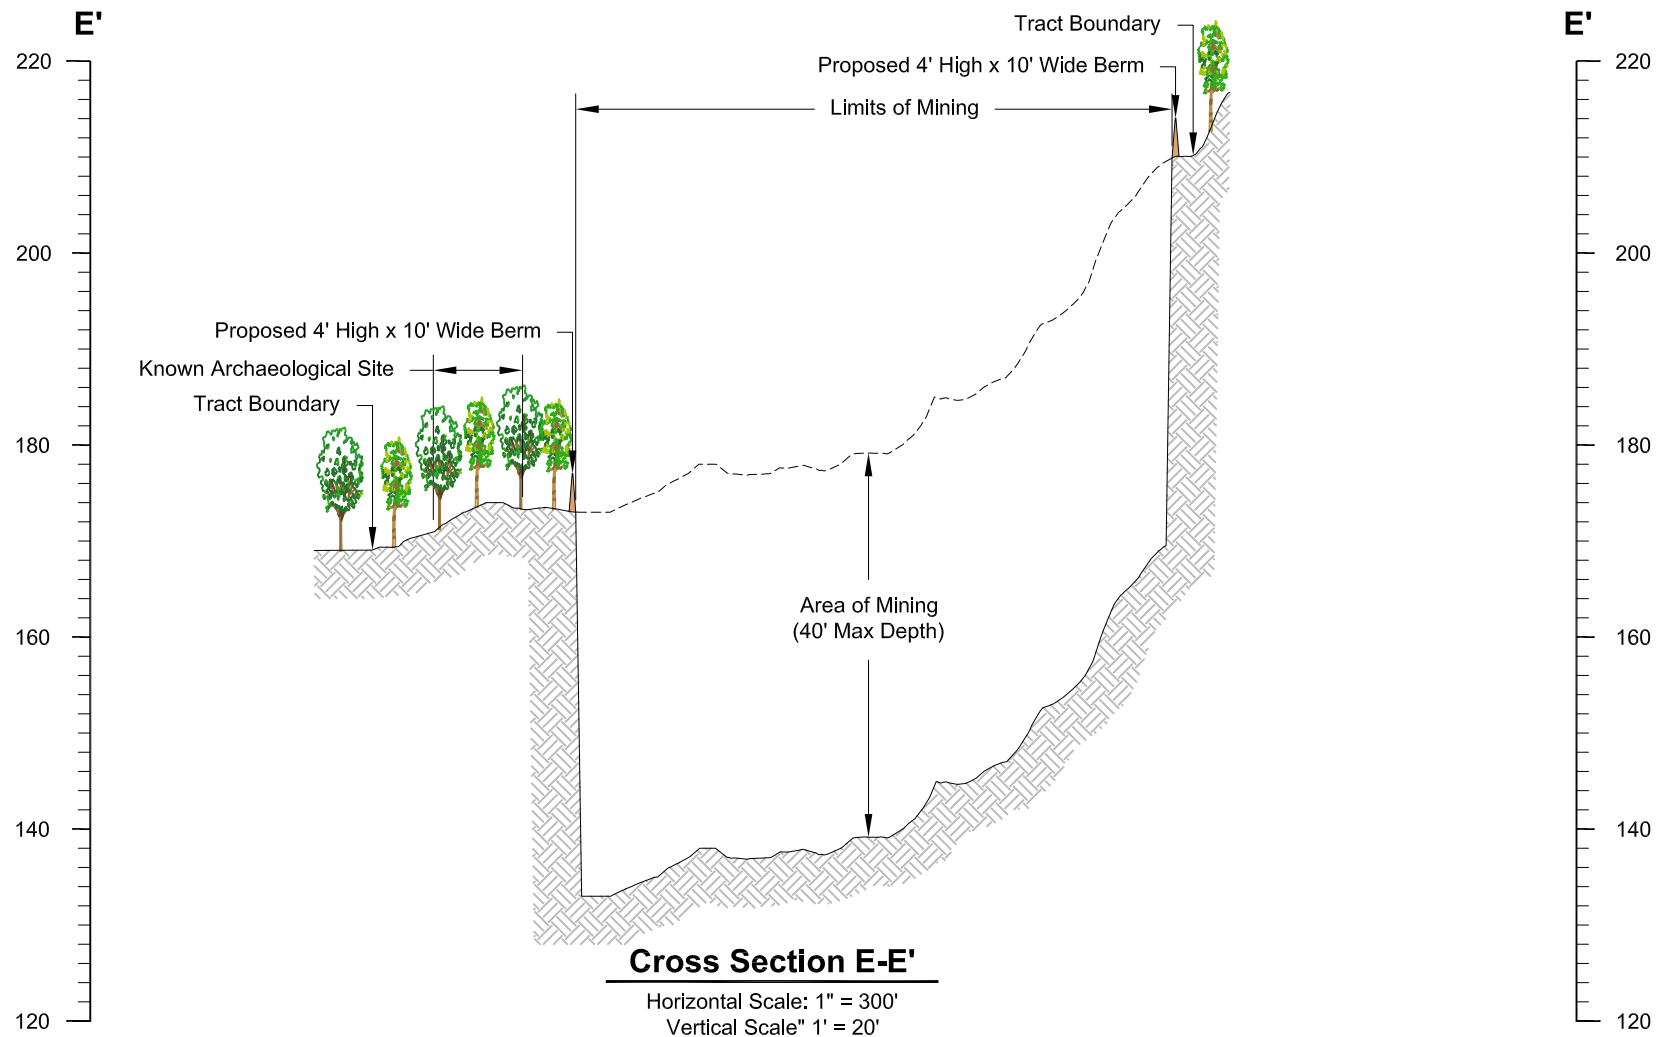 E'
E'
Tract Boundary
220
220
Proposed 4' High x 10' Wide Berm
Limits of Mining
200
200
Proposed 4' High x 10' Wide Berm
Known Archaeological Site
Tract Boundary
180
180
Area of Mining
(40' Max Depth)
160
160
140
140
Cross Section E-E'
Horizontal Scale: 1" = 300'
Vertical Scale" 1' = 20'
120
120